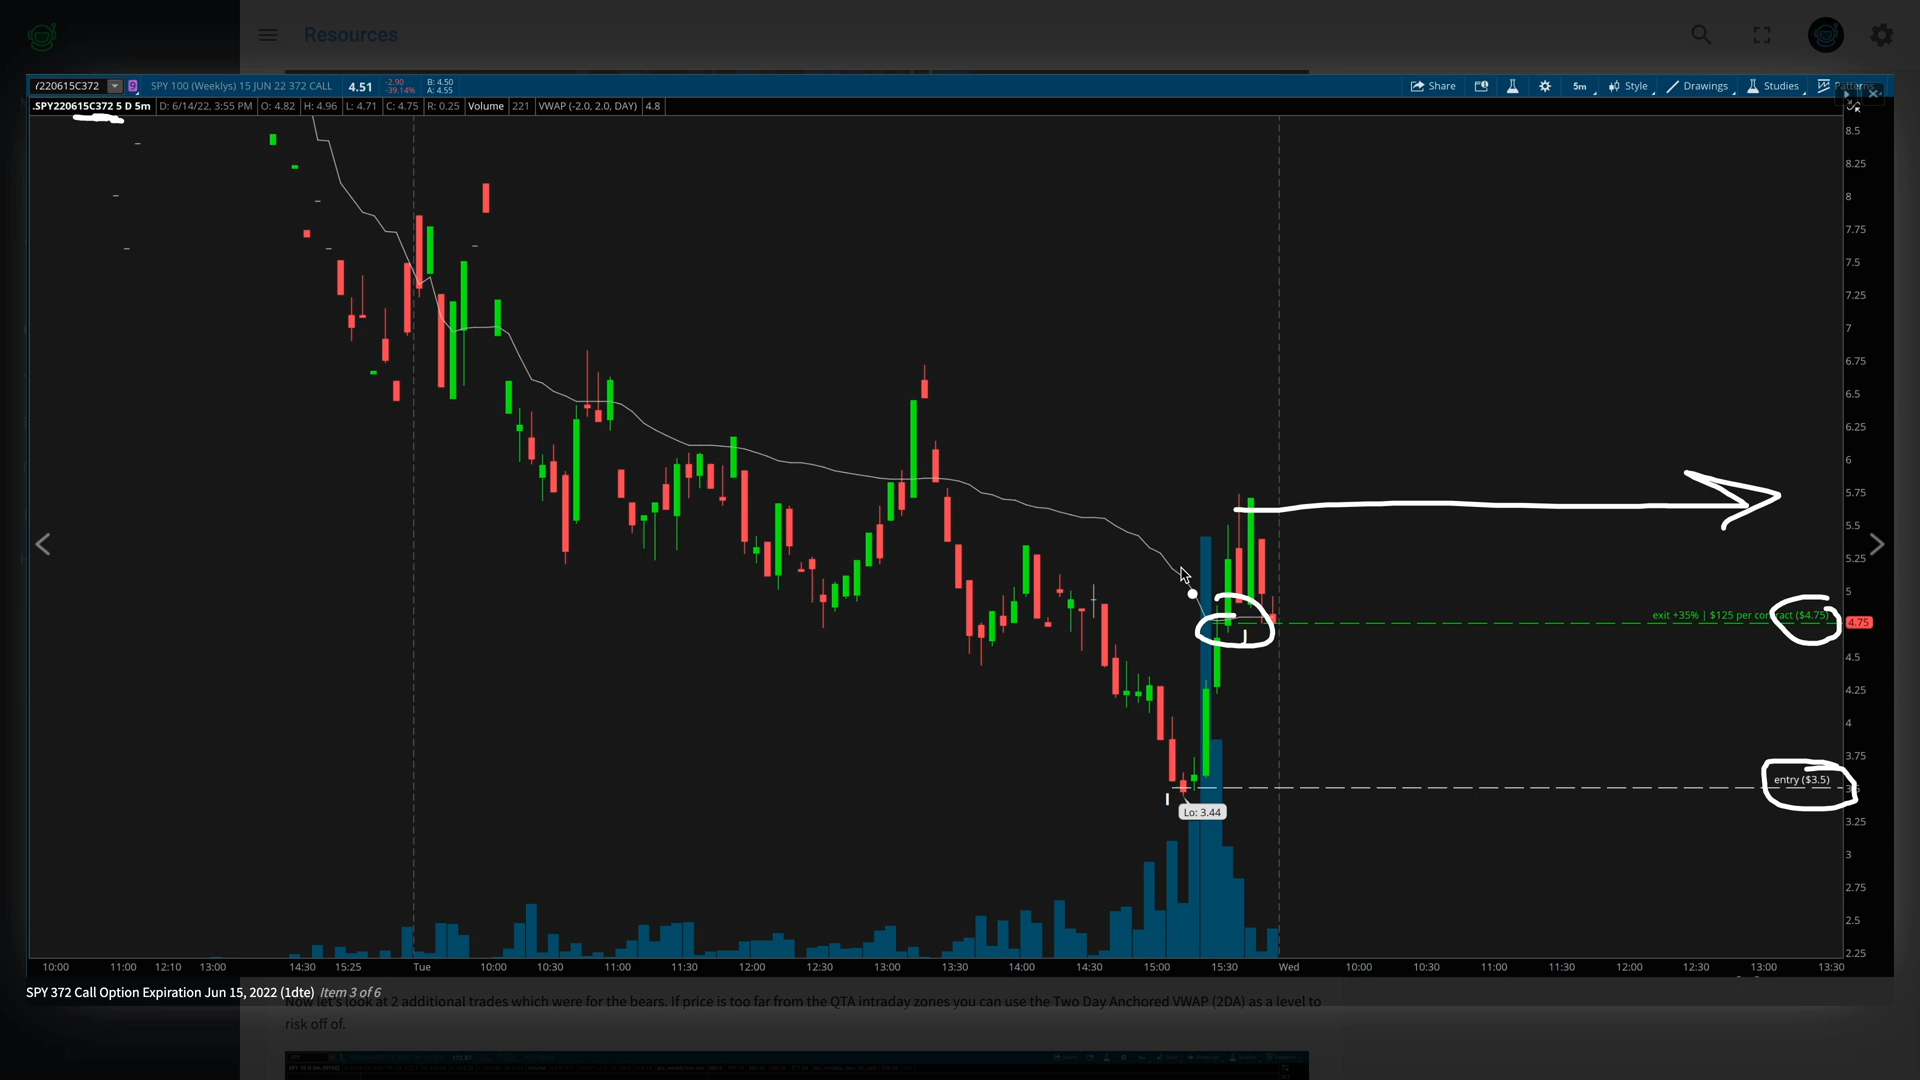 Resources
/220615C372 9 SPY 100 (Weeklys) 15 JUN 22 372 CALL 4.51 -2.90 -39.14% B: 4.50 A: 4.55 Share 5m Style Drawings Studies Patterns
.SPY220615C372 5 D 5m D: 6/14/22, 3:55 PM O: 4.82 H: 4.96 L: 4.71 C: 4.75 R: 0.25 Volume 221 VWAP (-2.0, 2.0, DAY) 4.8
8.5
8.25
8
7.75
7.5
7.25
7
6.75
6.5
6.25
6
5.75
5.5
5.25
5
exit +35% | $125 per contract ($4.75) 4.75
4.5
4.25
4
3.75
entry ($3.5)
Lo: 3.44
3.25
3
2.75
2.5
2.25
10:00 11:00 12:10 13:00 14:30 15:25 Tue 10:00 10:30 11:00 11:30 12:00 12:30 13:00 13:30 14:00 14:30 15:00 15:30 Wed 10:00 10:30 11:00 11:30 12:00 12:30 13:00 13:30
SPY 372 Call Option Expiration Jun 15, 2022 (1dte) Item 3 of 6
Now let's look at 2 additional trades which were for the bears. If price is too far from the QTA intraday zones you can use the Two Day Anchored VWAP (2DA) as a level to
risk off of.